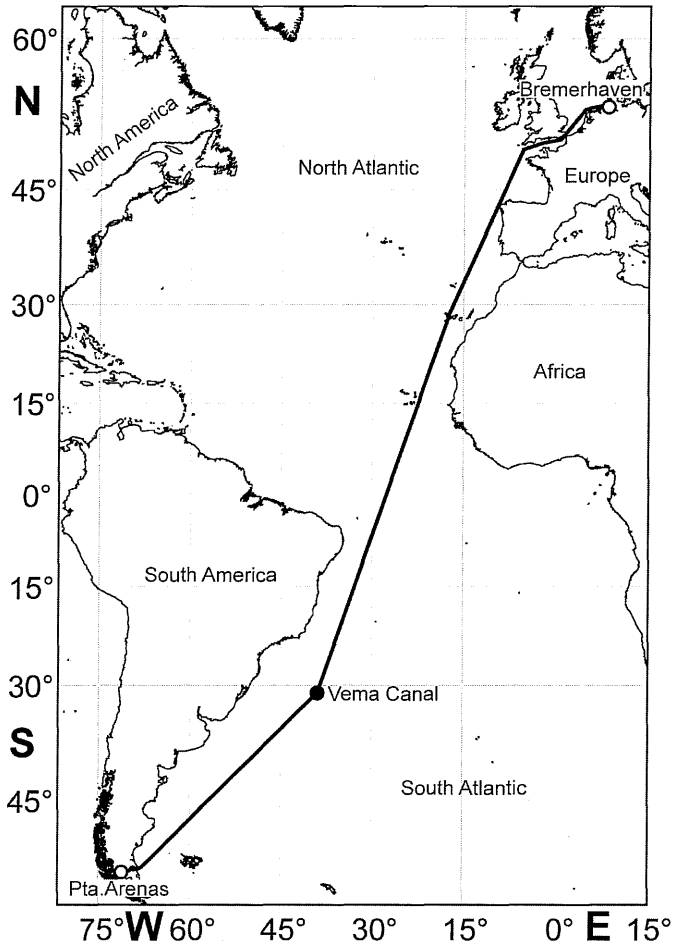 60°
N
Bremerhaven
North America
North Atlantic
45°
Europe
30°
Africa
15°
0°
South America
15°
30°
Vema Canal
S
45°
South Atlantic
Pta.Arenas
75° W 60° 45° 30° 15° 0° E 15°